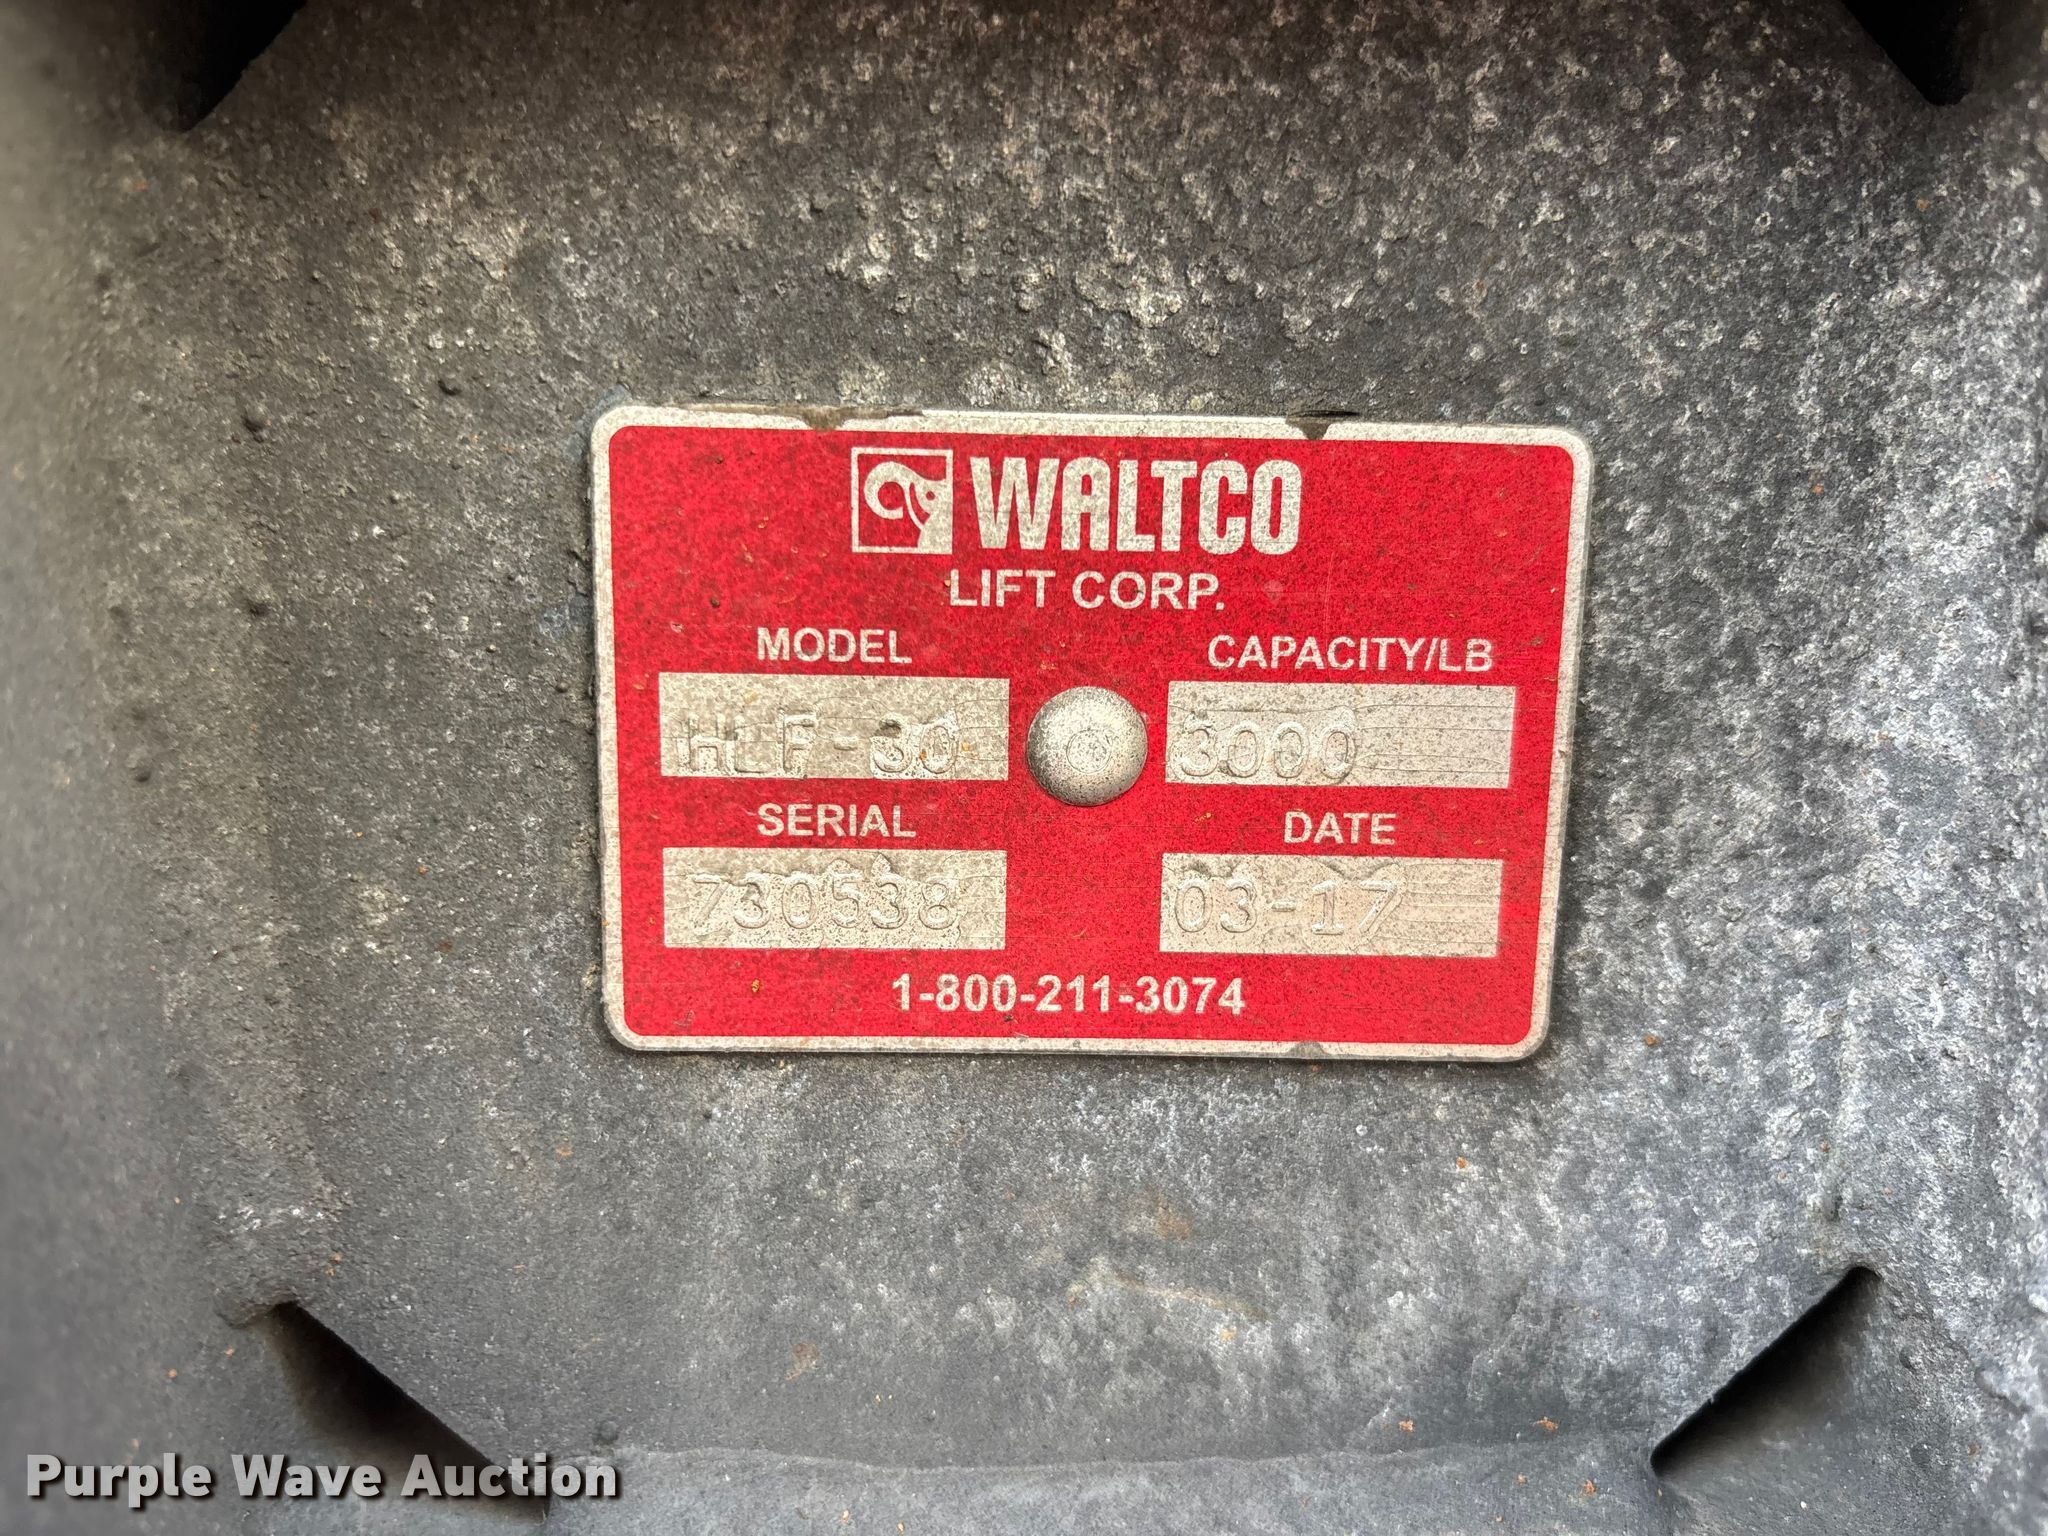 WALTCO
LIFT CORP.
MODEL CAPACITY/LB
HLF-30 3000
SERIAL DATE
730538 03-17
1-800-211-3074
Purple Wave Auction